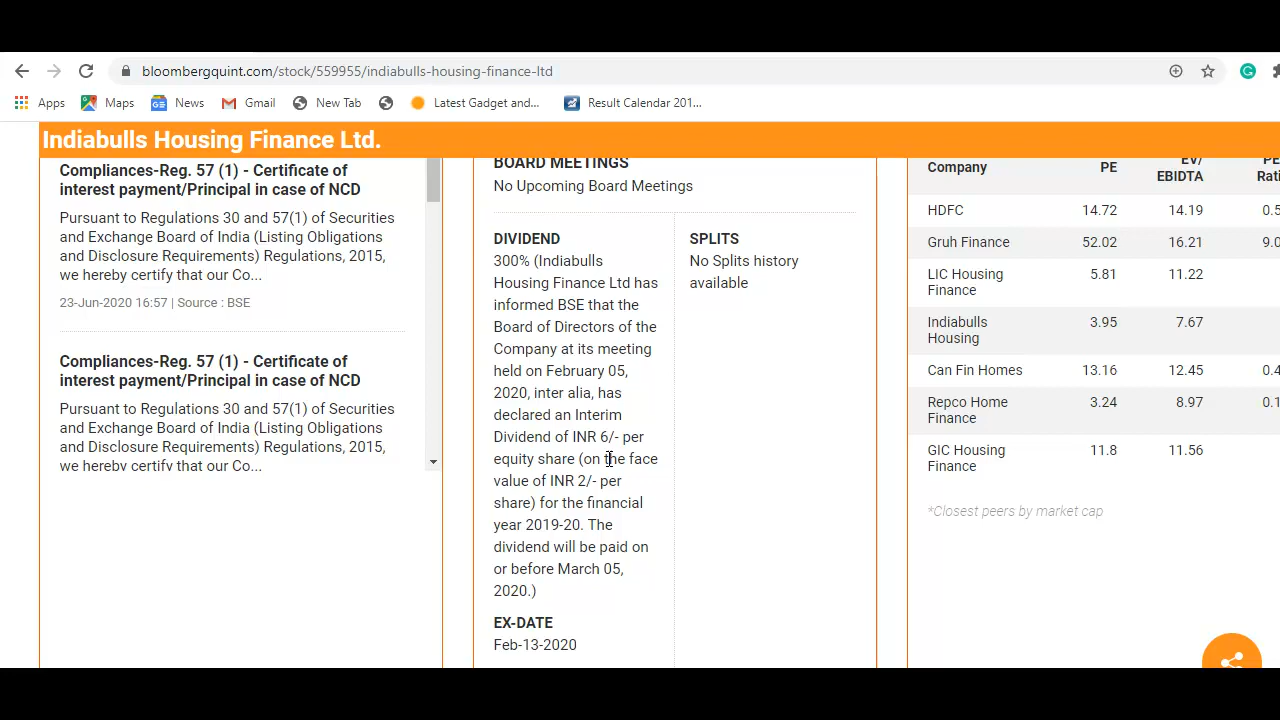 bloombergquint.com/stock/559955/indiabulls-housing-finance-ltd
Apps Maps News Gmail New Tab Latest Gadget and... Result Calendar 201...
Indiabulls Housing Finance Ltd.
Compliances-Reg. 57 (1) - Certificate of
interest payment/Principal in case of NCD
Pursuant to Regulations 30 and 57(1) of Securities
and Exchange Board of India (Listing Obligations
and Disclosure Requirements) Regulations, 2015,
we hereby certify that our Co...
23-Jun-2020 16:57 | Source : BSE
Compliances-Reg. 57 (1) - Certificate of
interest payment/Principal in case of NCD
Pursuant to Regulations 30 and 57(1) of Securities
and Exchange Board of India (Listing Obligations
and Disclosure Requirements) Regulations, 2015,
we hereby certify that our Co...
BOARD MEETINGS
No Upcoming Board Meetings
DIVIDEND
300% (Indiabulls
Housing Finance Ltd has
informed BSE that the
Board of Directors of the
Company at its meeting
held on February 05,
2020, inter alia, has
declared an Interim
Dividend of INR 6/- per
equity share (on the face
value of INR 2/- per
share) for the financial
year 2019-20. The
dividend will be paid on
or before March 05,
2020.)
EX-DATE
Feb-13-2020
SPLITS
No Splits history
available
Company PE EV/
EBIDTA
HDFC 14.72 14.19 0.5
Gruh Finance 52.02 16.21 9.0
LIC Housing
Finance 5.81 11.22
Indiabulls
Housing 3.95 7.67
Can Fin Homes 13.16 12.45 0.4
Repco Home
Finance 3.24 8.97 0.1
GIC Housing
Finance 11.8 11.56
*Closest peers by market cap